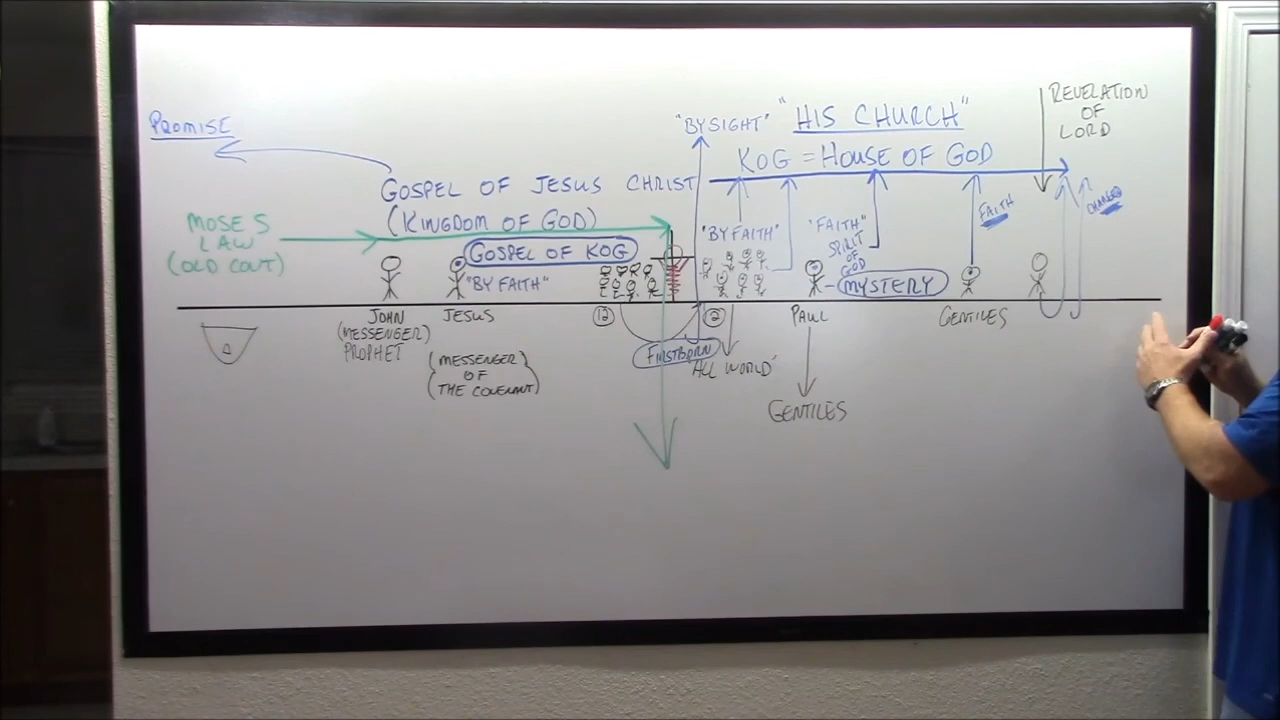 PROMISE
GOSPEL OF JESUS CHRIST
(KINGDOM OF GOD)
MOSES
LAW
(OLD COVT)
GOSPEL OF KOG
"BY FAITH"
JOHN
(MESSENGER)
PROPHET
JESUS
(MESSENGER
OF
THE COVENANT)
12
FIRSTBORN
"BY SIGHT"
"HIS CHURCH"
KOG = HOUSE OF GOD
"BY FAITH"
12
ALL WORLD"
"FAITH"
SPIRIT
OF
GOD
MYSTERY
PAUL
GENTILES
FAITH
GENTILES
REVELATION
OF
LORD
CHANGED